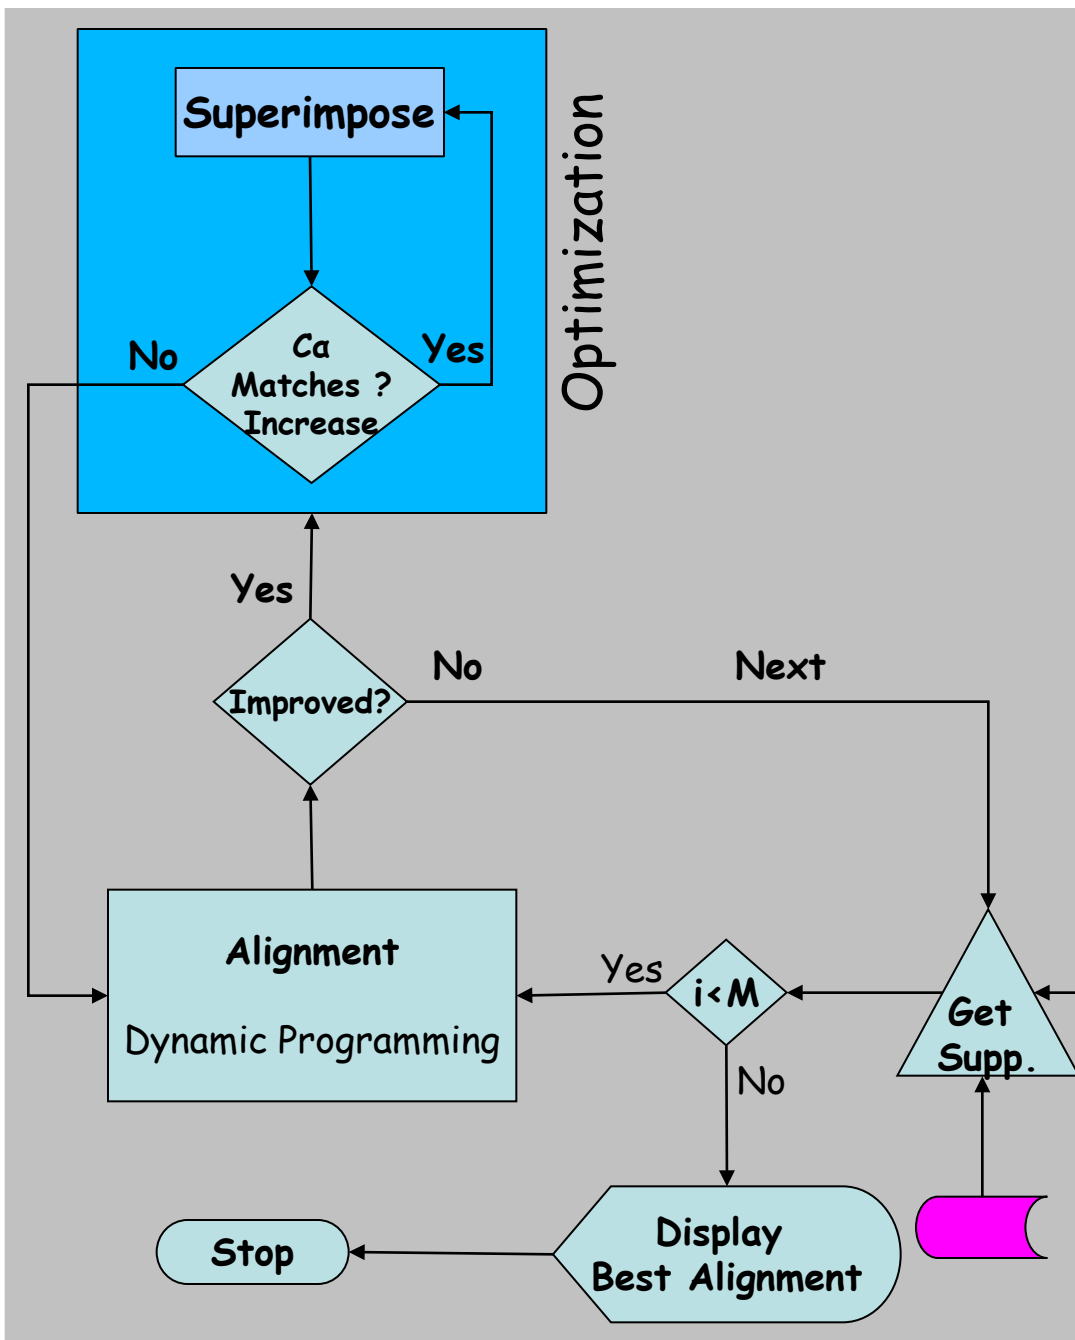 Superimpose
Optimization
No
Ca
Matches ?
Increase
Yes
Yes
Improved?
No
Next
Alignment
Dynamic Programming
Yes
i<M
No
Get
Supp.
Stop
Display
Best Alignment